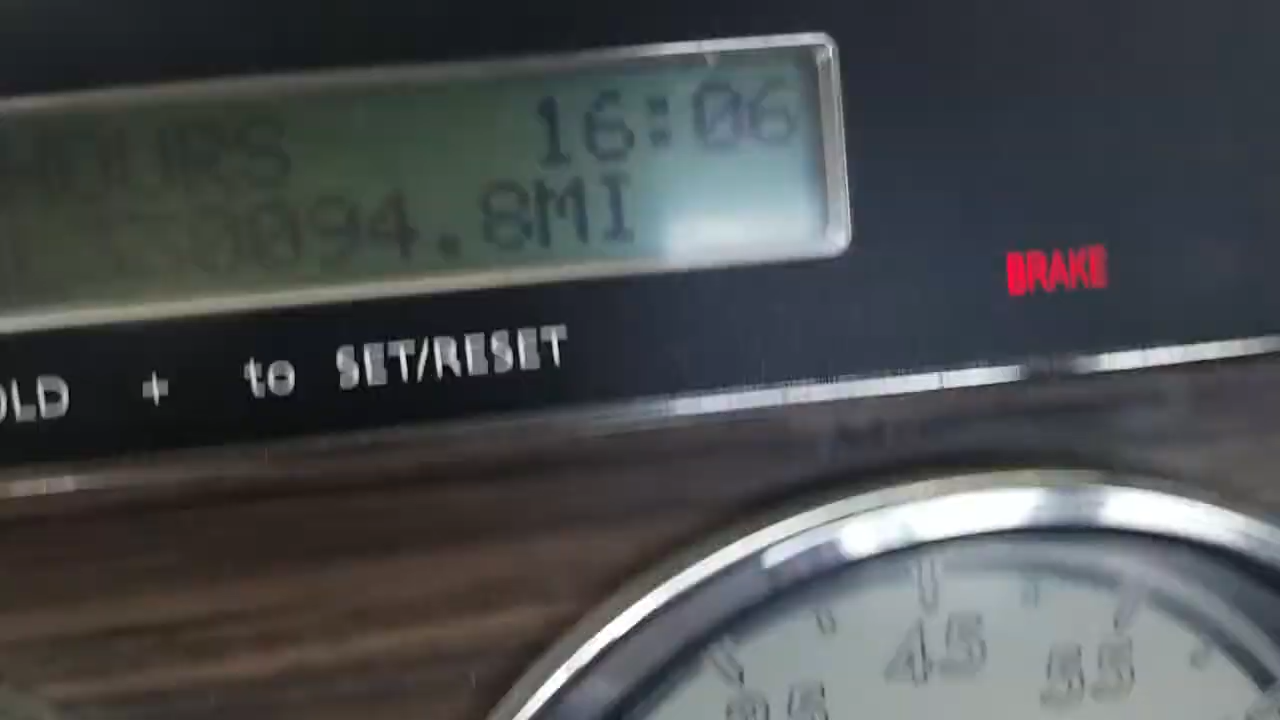 HOURS 16:06
094.8MI
OLD + to SET/RESET
BRAKE
45
55